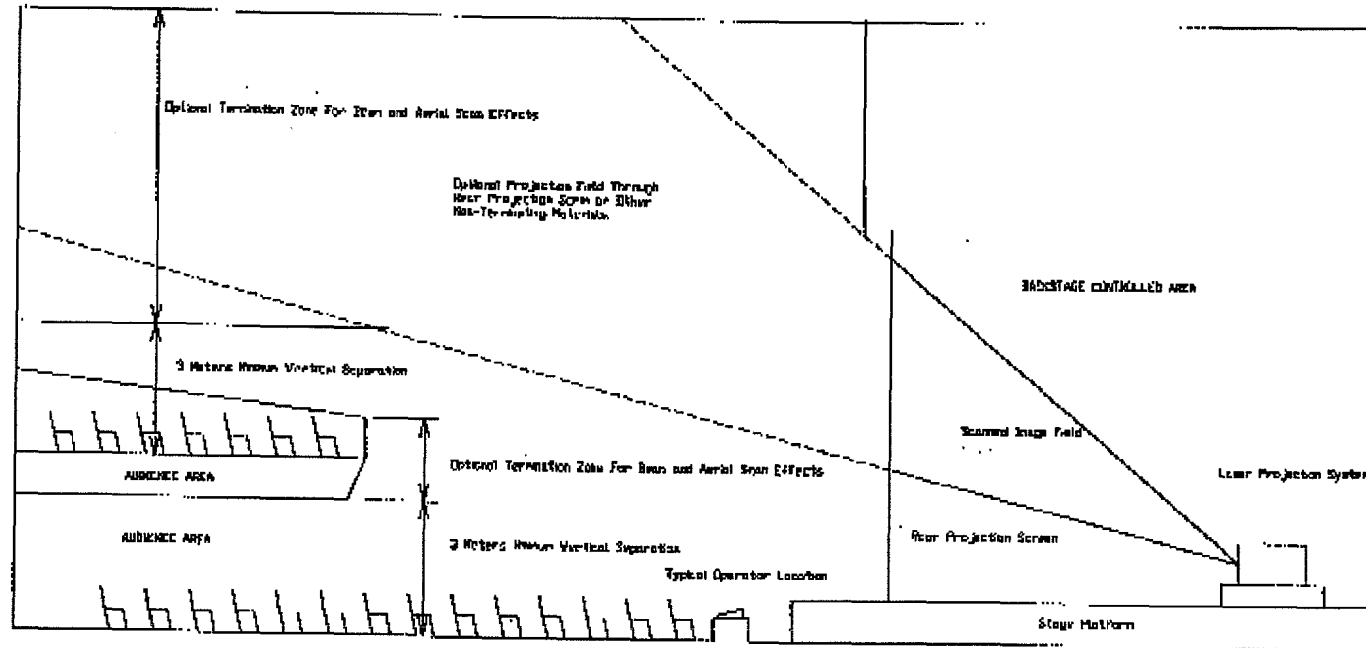 Optional Termination Zone For Beam and Aerial Scan Effects
Optional Projection Field Through
Rear Projection Screen or Other
Non-Terminating Materials
BACKSTAGE CONTROLLED AREA
3 Meters Known Vertical Separation
Scanned Image Field
Optional Termination Zone For Beam and Aerial Scan Effects
Laser Projection System
AUDIENCE AREA
AUDIENCE AREA
3 Meters Known Vertical Separation
Rear Projection Screen
Typical Operator Location
Stage Platform